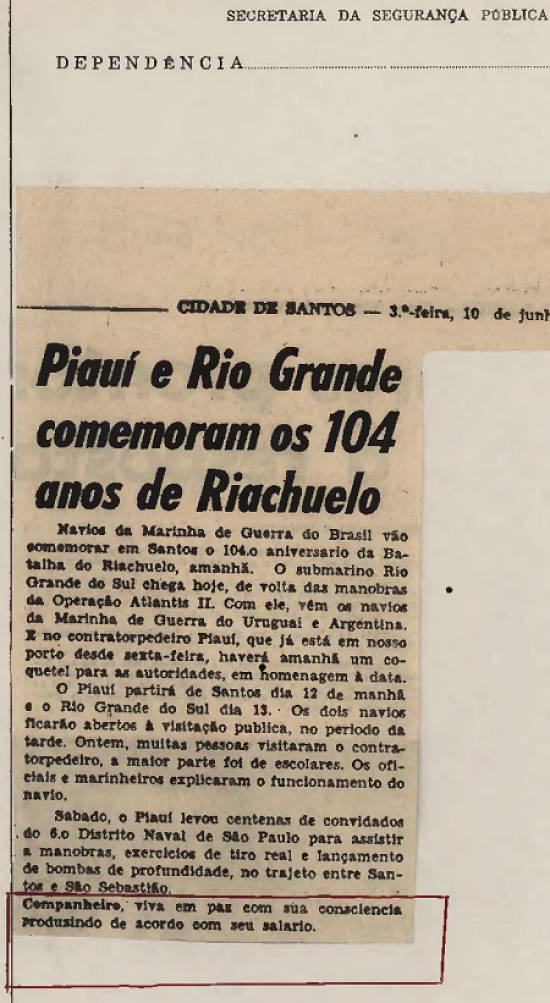 SECRETARIA DA SEGURANÇA PÚBLICA
DEPENDÊNCIA
CIDADE DE SANTOS — 3.ª-feira, 10 de junh
Piauí e Rio Grande
comemoram os 104
anos de Riachuelo
Navios da Marinha de Guerra do Brasil vão
comemorar em Santos o 104.o aniversario da Ba-
talha do Riachuelo, amanhã. O submarino Rio
Grande do Sul chega hoje, de volta das manobras
da Operação Atlantis II. Com ele, vêm os navios
da Marinha de Guerra do Uruguai e Argentina.
E no contratorpedeiro Piauí, que já está em nosso
porto desde sexta-feira, haverá amanhã um co-
quetel para as autoridades, em homenagem à data.
O Piauí partirá de Santos dia 12 de manhã
e o Rio Grande do Sul dia 13. Os dois navios
ficarão abertos à visitação publica, no periodo da
tarde. Ontem, muitas pessoas visitaram o contra-
torpedeiro, a maior parte foi de escolares. Os ofi-
ciais e marinheiros explicaram o funcionamento do
navio.
Sabado, o Piauí levou centenas de convidados
do 6.o Distrito Naval de São Paulo para assistir
a manobras, exercicios de tiro real e lançamento
de bombas de profundidade, no trajeto entre San-
tos e São Sebastião.
Companheiro, viva em paz com sua consciencia
produzindo de acordo com seu salario.